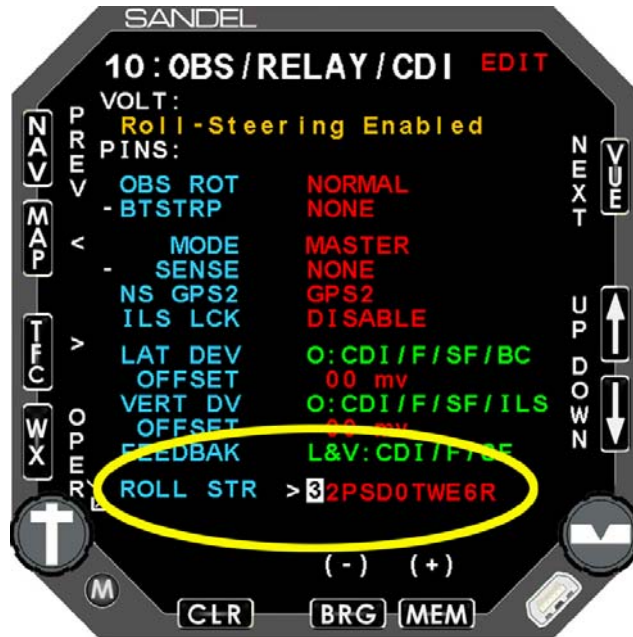 SANDEL
10:OBS/RELAY/CDI EDIT
VOLT:
Roll-Steering Enabled
PINS:
OBS ROT NORMAL
-BTSTRP NONE
MODE MASTER
- SENSE NONE
NS GPS2 GPS2
ILS LCK DISABLE
LAT DEV O:CDI/F/SF/BC
OFFSET 00 mv
VERT DV O:CDI/F/SF/ILS
OFFSET 00 mv
FEEDBAK L&V:CDI/F/SF
ROLL STR >32PSD0TWE6R
(-) (+)
NAV
PREV
MAP
<
TFC
>
WX
OPER
NEXT
VUE
UP
DOWN
M
CLR
BRG
MEM